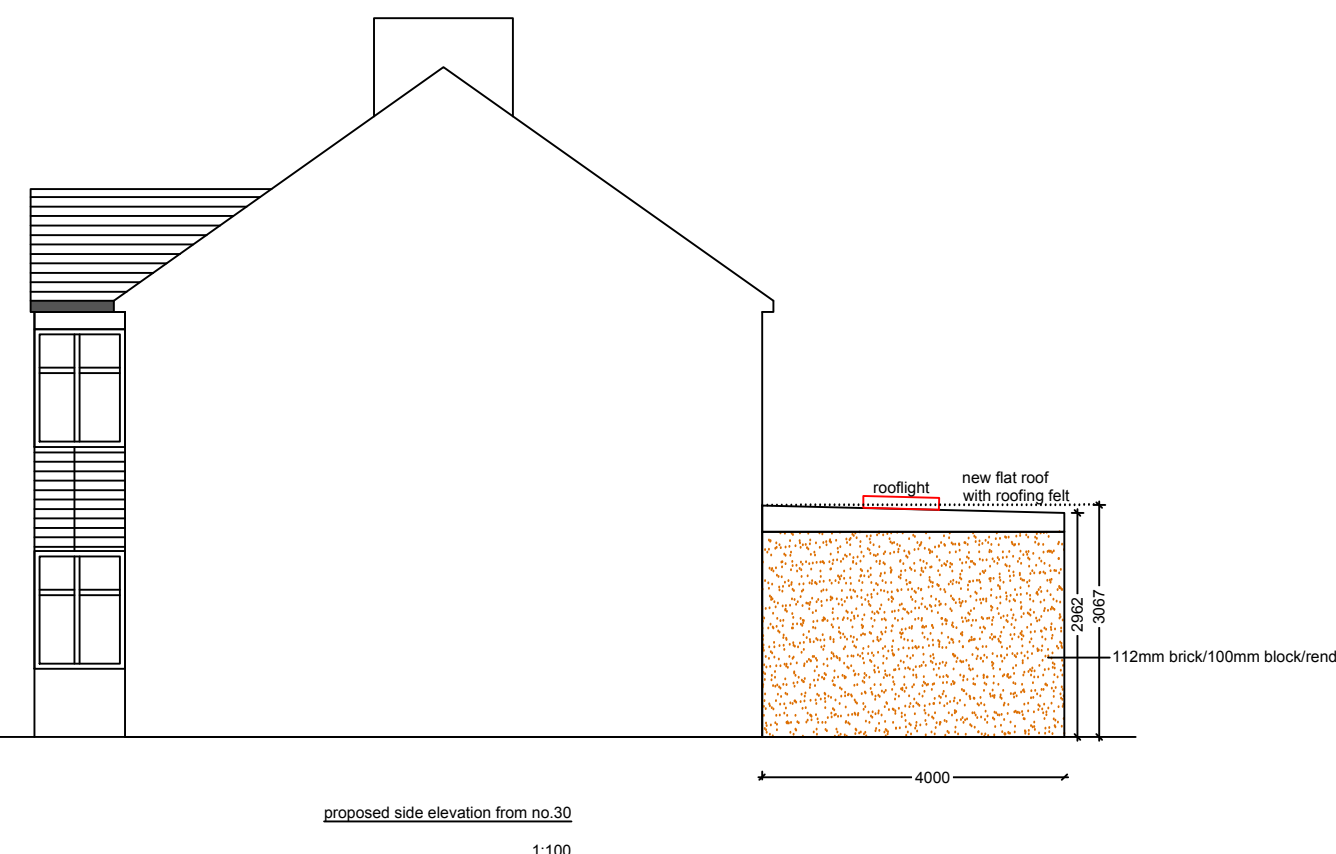 rooflight
new flat roof
with roofing felt
2962
3067
112mm brick/100mm block/rend
4000
proposed side elevation from no.30
1:100